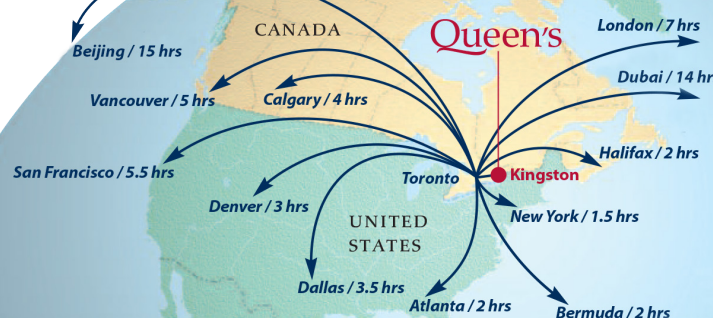 CANADA
Queen's
London / 7 hrs
Beijing / 15 hrs
Dubai / 14 hr
Vancouver / 5 hrs
Calgary / 4 hrs
Halifax / 2 hrs
San Francisco / 5.5 hrs
Toronto
Kingston
Denver / 3 hrs
New York / 1.5 hrs
UNITED
STATES
Dallas / 3.5 hrs
Atlanta / 2 hrs
Bermuda / 2 hrs